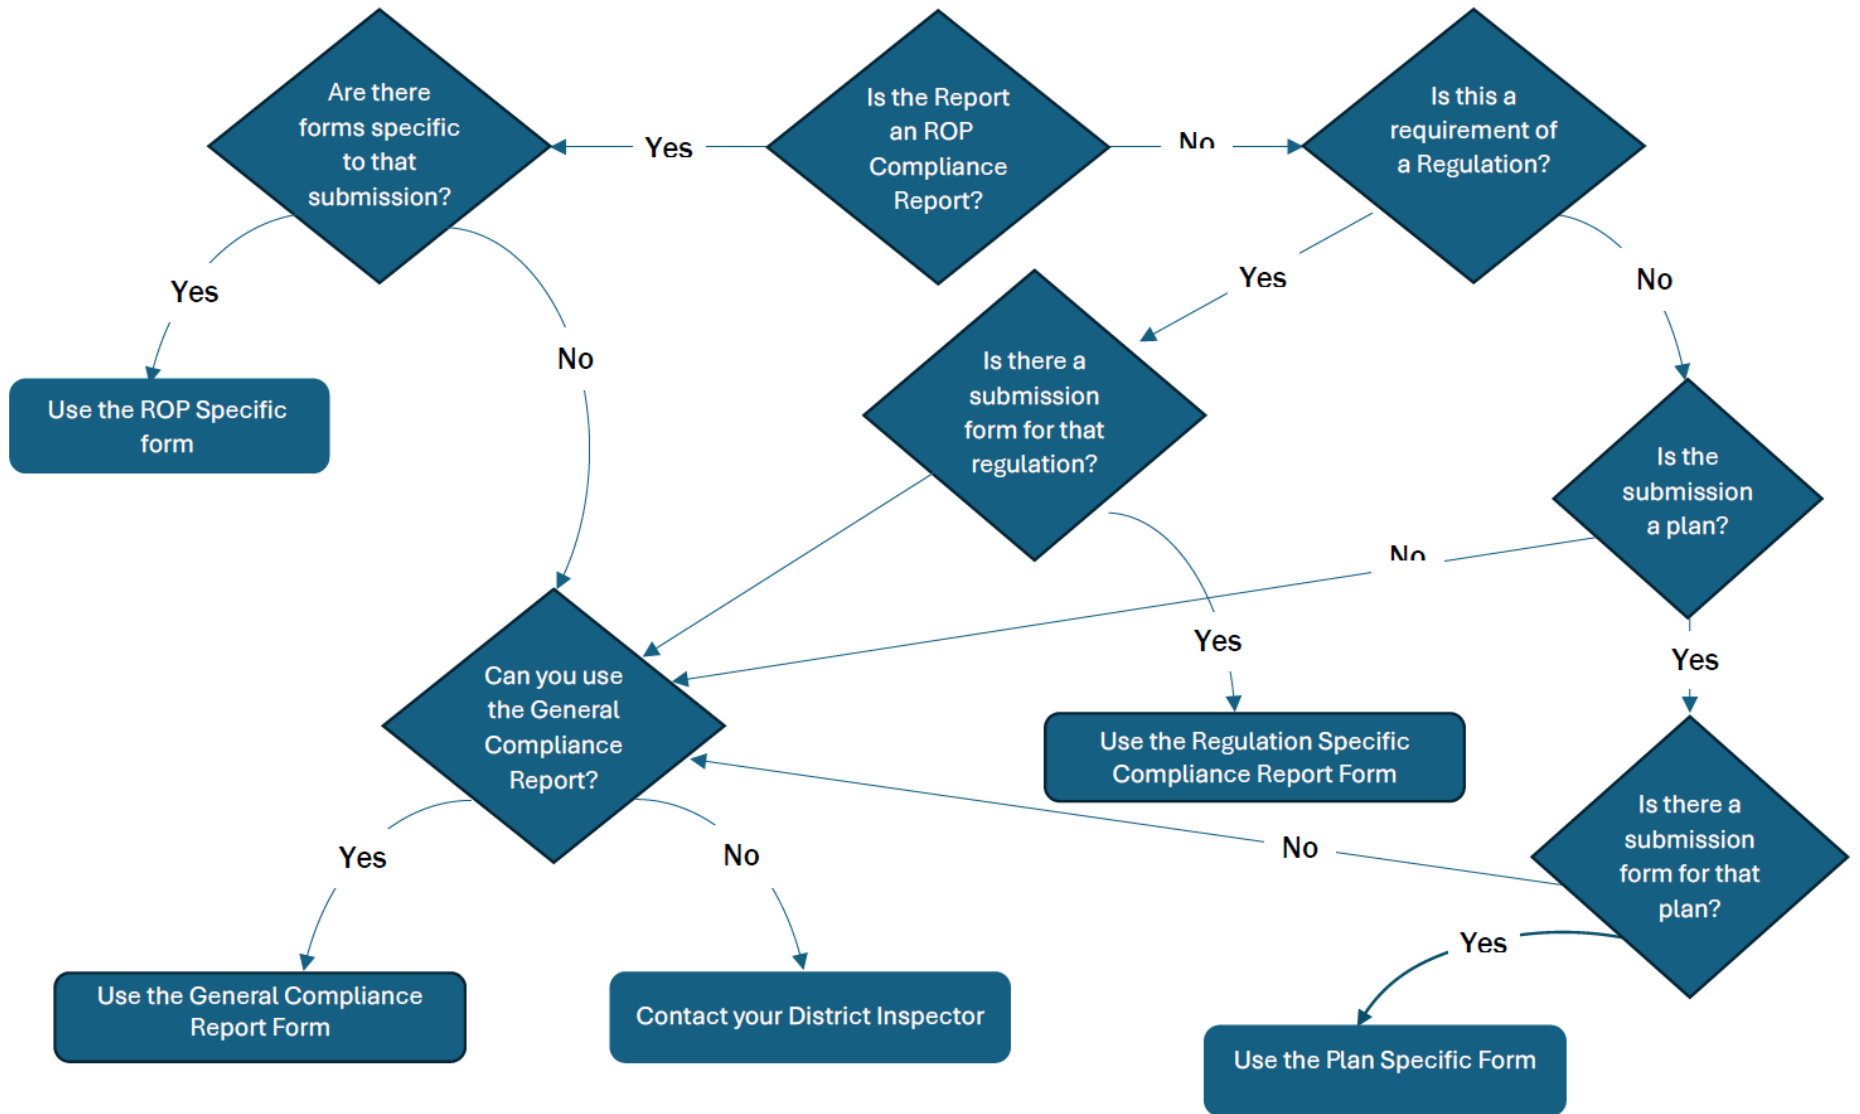 Are there
forms specific
to that
submission?
Yes
Is the Report
an ROP
Compliance
Report?
No
Is this a
requirement of
a Regulation?
Yes
No
Yes
No
Use the ROP Specific
form
Is there a
submission
form for that
regulation?
Is the
submission
a plan?
No
Yes
Yes
Can you use
the General
Compliance
Report?
Use the Regulation Specific
Compliance Report Form
Is there a
submission
form for that
plan?
No
Yes
No
Yes
Use the General Compliance
Report Form
Contact your District Inspector
Use the Plan Specific Form